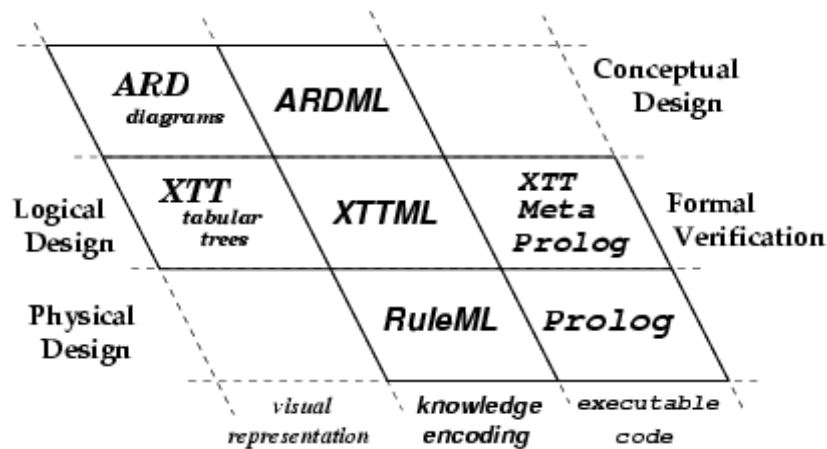 ARD
diagrams
ARDML
Conceptual
Design
Logical
Design
XTT
tabular
trees
XTTML
XTT
Meta
Prolog
Formal
Verification
Physical
Design
RuleML
Prolog
visual
representation
knowledge
encoding
executable
code